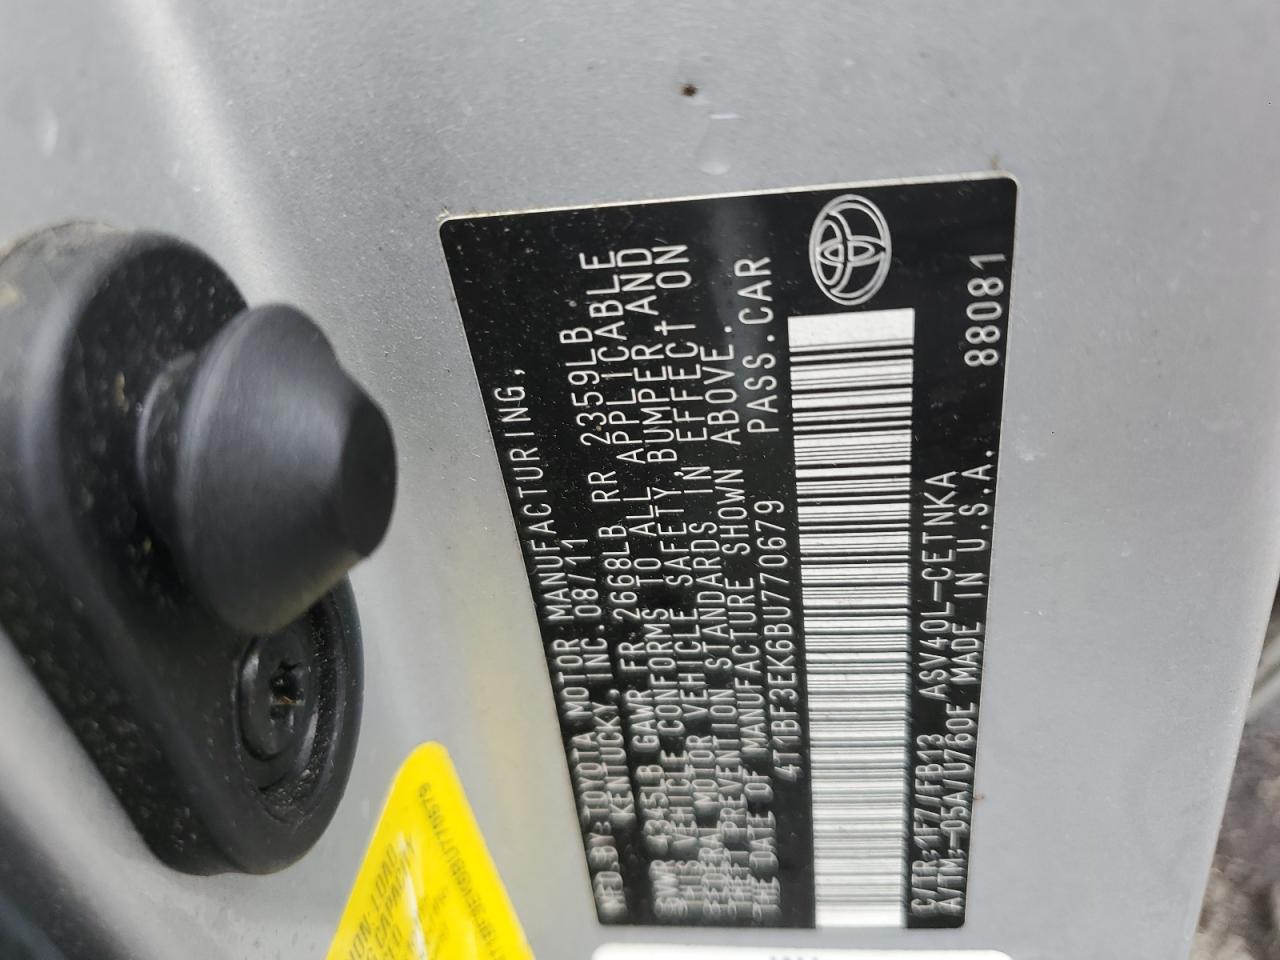 MFD.BY:TOYOTA MOTOR MANUFACTURING,
KENTUCKY, INC. 08/11
GVWR 4345LB GAWR FR 2668LB RR 2359LB
THIS VEHICLE CONFORMS TO ALL APPLICABLE
FEDERAL MOTOR VEHICLE SAFETY,BUMPER AND
THEFT PREVENTION STANDARDS IN EFFECT ON
THE DATE OF MANUFACTURE SHOWN ABOVE.
4T1BF3EK6BU770679 PASS.CAR
C/TR:1F7/FB13 ASV40L-CETNKA
A/TM:-05A/U760E MADE IN U.S.A. 88081